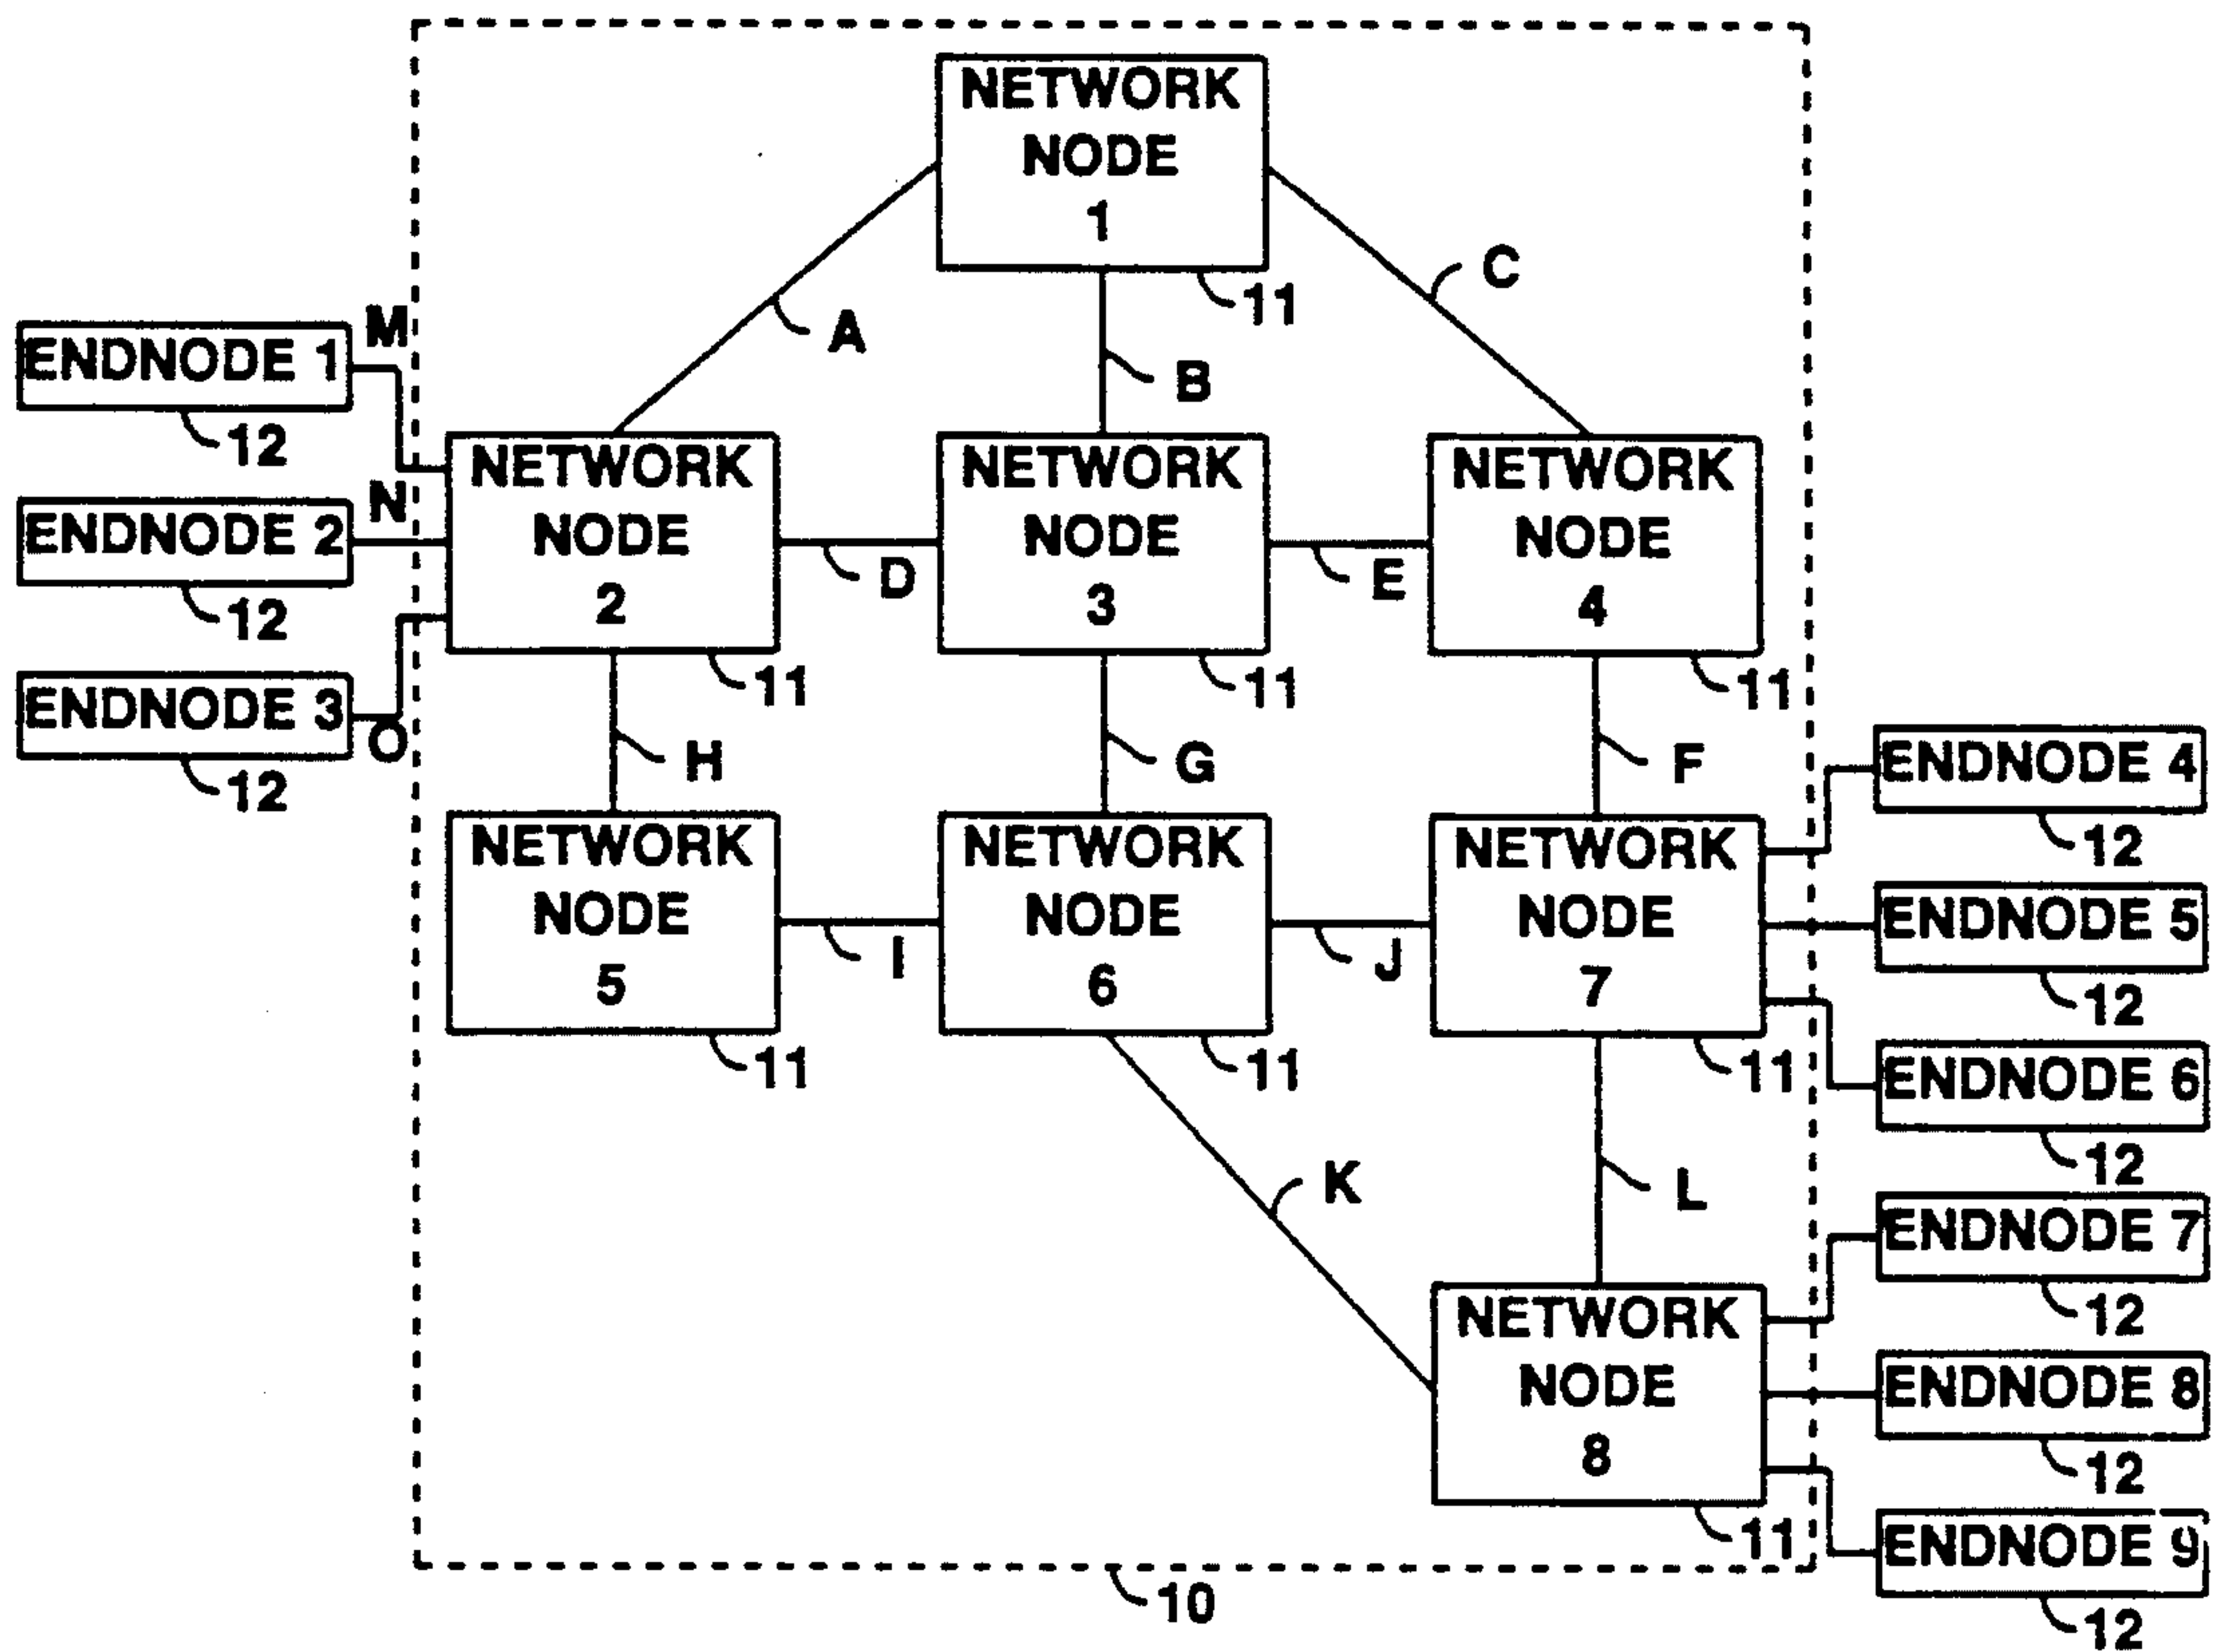 NETWORK
NODE
1
11
A
B
C
M
ENDNODE 1
12
N
ENDNODE 2
12
ENDNODE 3
O
12
NETWORK
NODE
2
11
D
NETWORK
NODE
3
11
E
NETWORK
NODE
4
11
H
G
F
NETWORK
NODE
5
11
I
NETWORK
NODE
6
11
J
NETWORK
NODE
7
11
ENDNODE 4
12
ENDNODE 5
12
ENDNODE 6
12
K
L
NETWORK
NODE
8
11
ENDNODE 7
12
ENDNODE 8
12
ENDNODE 9
12
10